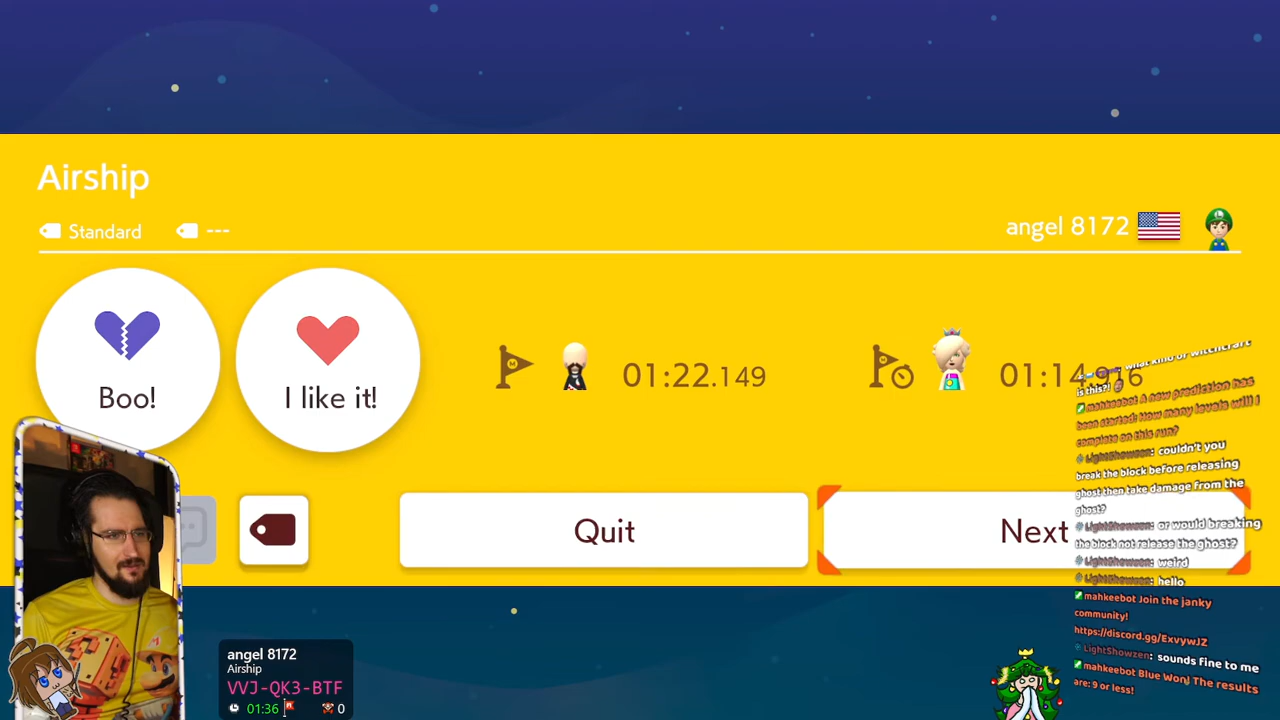 Airship
Standard
---
angel 8172
Boo!
I like it!
01:22.149
01:14.916
Quit
Next
what kind of witchcraft
is this?!
mahkeebot A new prediction has
been started: How many levels will I
complete on this run?
LightShowzen: couldn't you
break the block before releasing
ghost then take damage from the
ghost?
LightShowzen: or would breaking
the block not release the ghost?
LightShowzen: weird
LightShowzen: hello
mahkeebot Join the janky
community!
https://discord.gg/ExvywJZ
LightShowzen: sounds fine to me
mahkeebot Blue Won! The results
are: 9 or less!
angel 8172
Airship
VVJ-QK3-BTF
01:36
0